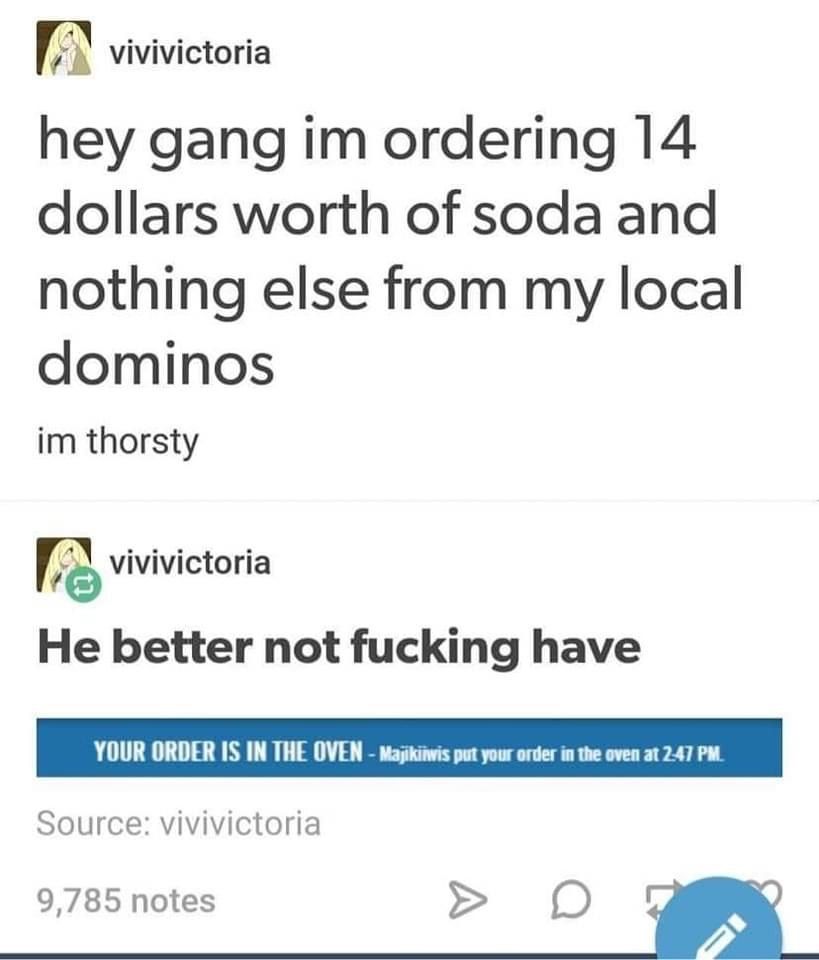 vivivictoria
hey gang im ordering 14
dollars worth of soda and
nothing else from my local
dominos
im thorsty
vivivictoria
He better not fucking have
YOUR ORDER IS IN THE OVEN - Majikiiwis put your order in the oven at 2:47 PM.
Source: vivivictoria
9,785 notes